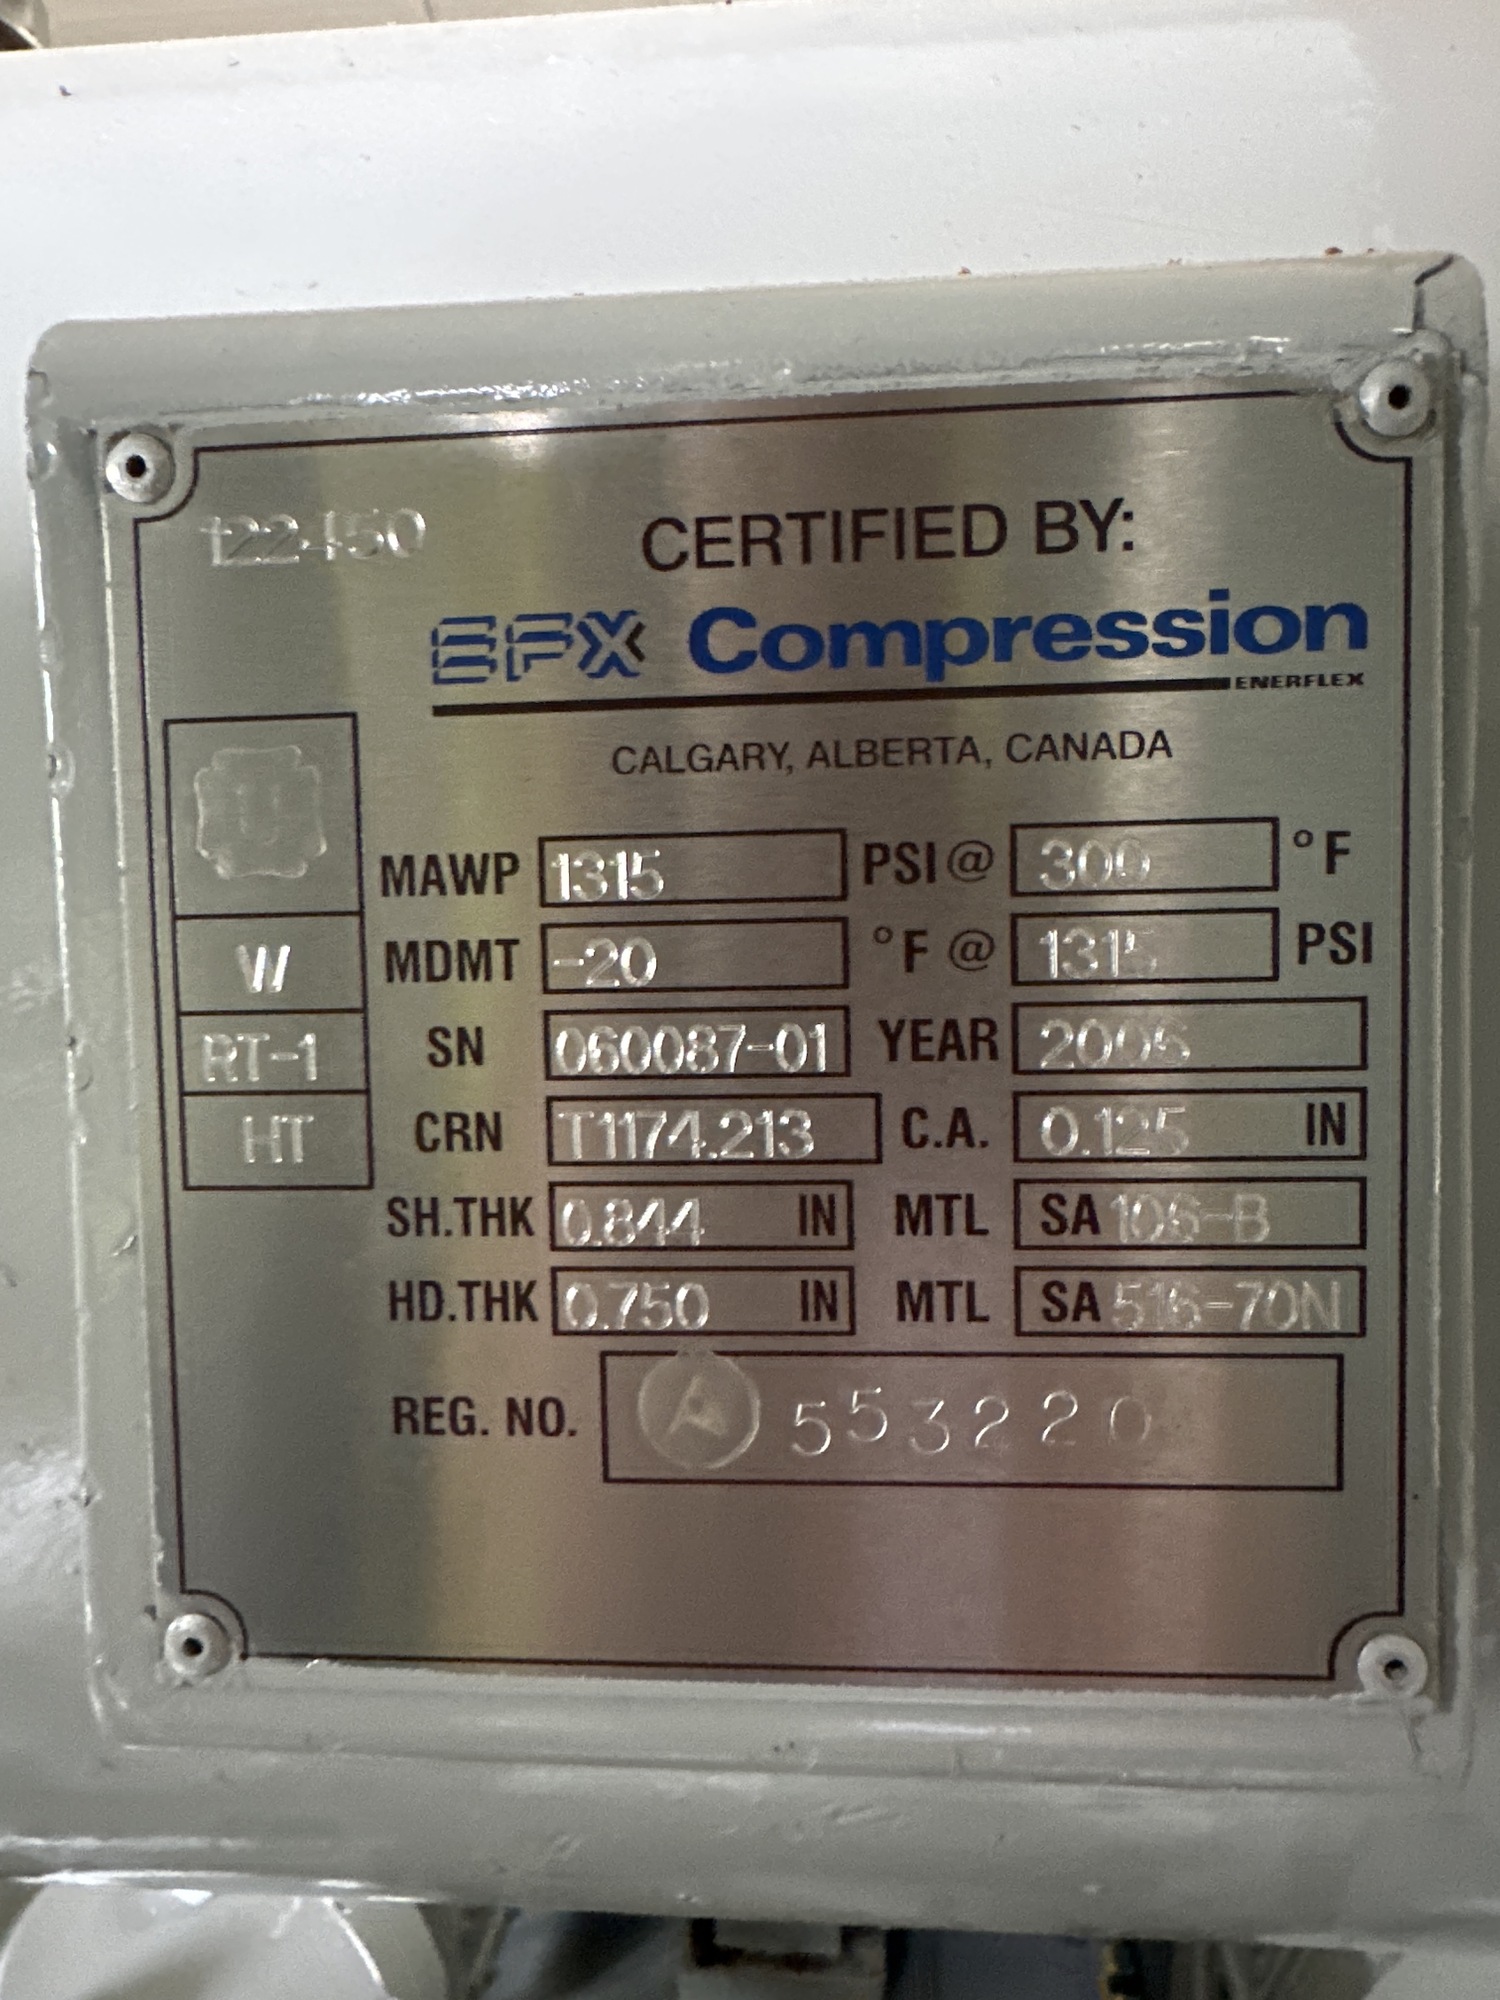 122450
CERTIFIED BY:
EFX Compression
ENERFLEX
CALGARY, ALBERTA, CANADA
U
W
RT-1
HT
MAWP 1315 PSI @ 300 °F
MDMT -20 °F @ 1315 PSI
SN 060087-01 YEAR 2006
CRN T1174.213 C.A. 0.125 IN
SH.THK 0.844 IN MTL SA 106-B
HD.THK 0.750 IN MTL SA 516-70N
REG. NO. A 553220